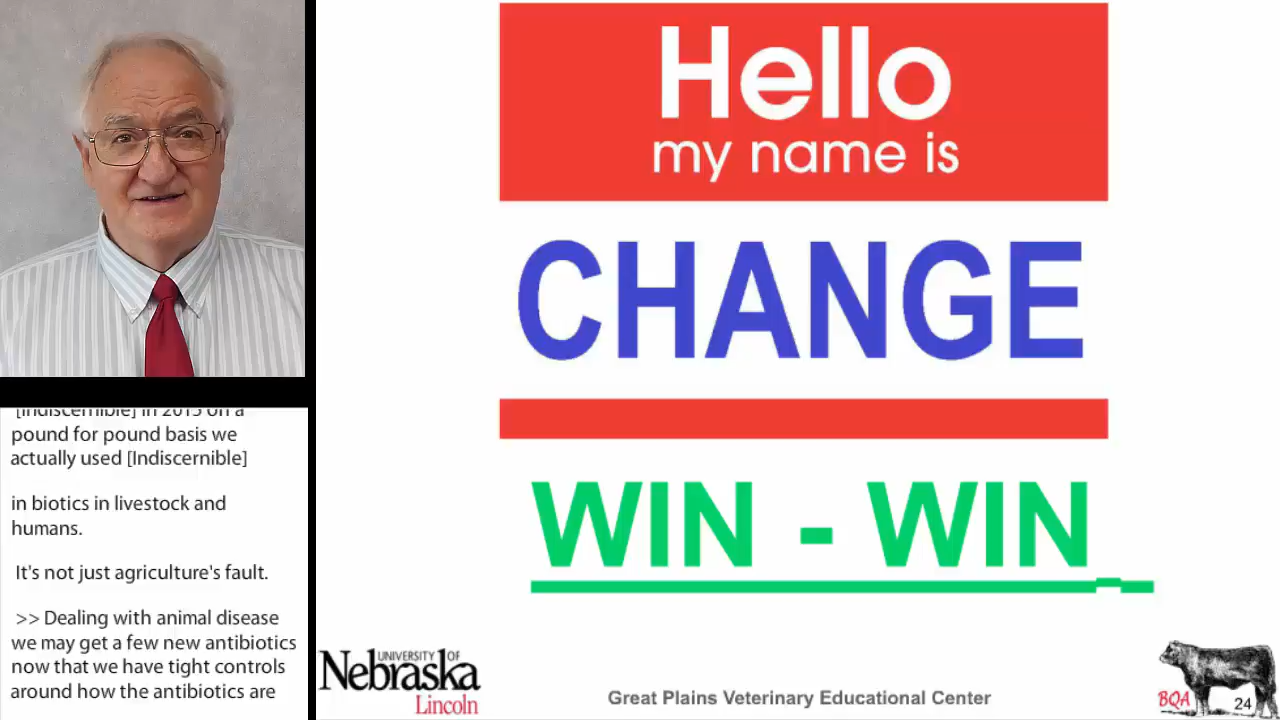 Hello
my name is
CHANGE
WIN - WIN
[Indiscernible] in 2015 on a
pound for pound basis we
actually used [Indiscernible]
in biotics in livestock and
humans.
It's not just agriculture's fault.
>> Dealing with animal disease
we may get a few new antibiotics
now that we have tight controls
around how the antibiotics are
UNIVERSITY OF
Nebraska
Lincoln
Great Plains Veterinary Educational Center
BQA
24